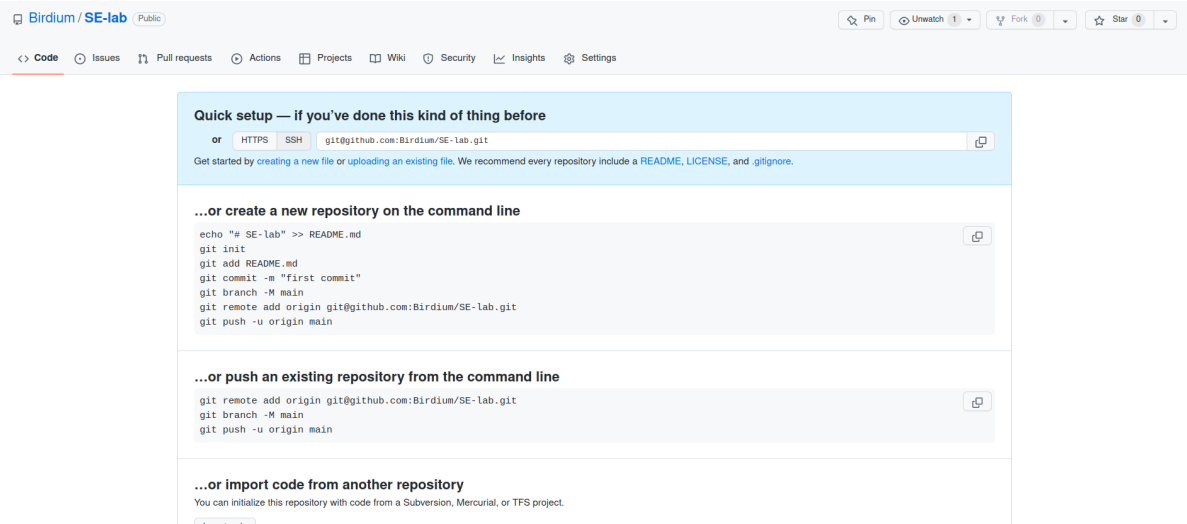 Birdium / SE-lab Public
Pin Unwatch 1 Fork 0 Star 0
<> Code Issues Pull requests Actions Projects Wiki Security Insights Settings
Quick setup — if you’ve done this kind of thing before
or HTTPS SSH git@github.com:Birdium/SE-lab.git
Get started by creating a new file or uploading an existing file. We recommend every repository include a README, LICENSE, and .gitignore.
…or create a new repository on the command line
echo "# SE-lab" >> README.md
git init
git add README.md
git commit -m "first commit"
git branch -M main
git remote add origin git@github.com:Birdium/SE-lab.git
git push -u origin main
…or push an existing repository from the command line
git remote add origin git@github.com:Birdium/SE-lab.git
git branch -M main
git push -u origin main
…or import code from another repository
You can initialize this repository with code from a Subversion, Mercurial, or TFS project.